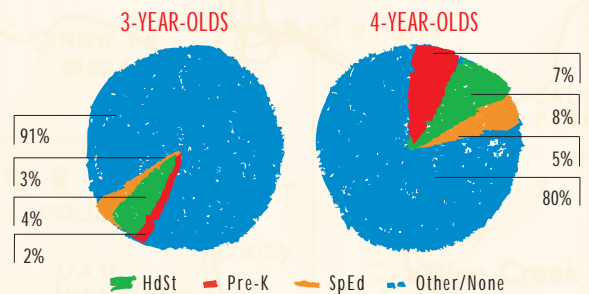 3-YEAR-OLDS
91%
3%
4%
2%
4-YEAR-OLDS
7%
8%
5%
80%
HdSt Pre-K SpEd Other/None